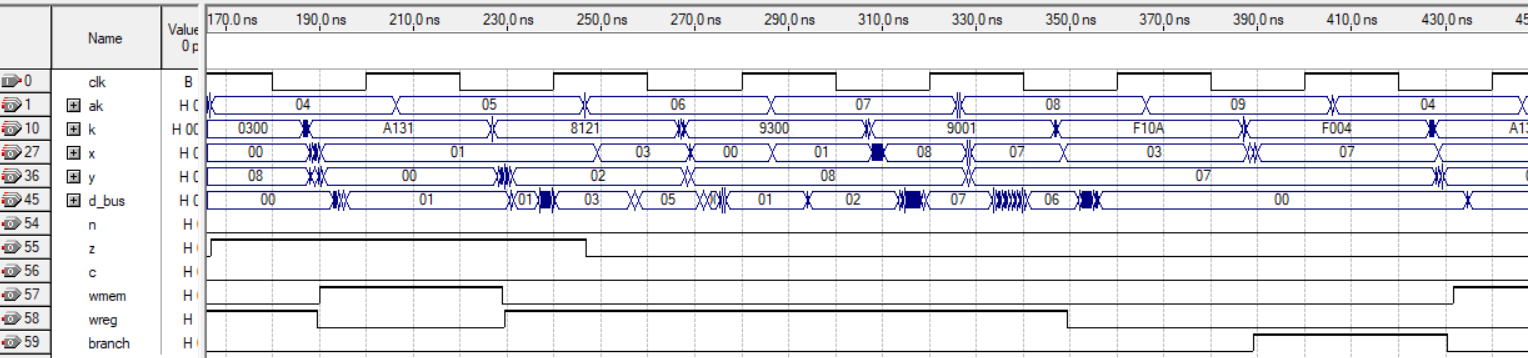 Name Value 0 p 170.0 ns 190.0 ns 210.0 ns 230.0 ns 250.0 ns 270.0 ns 290.0 ns 310.0 ns 330.0 ns 350.0 ns 370.0 ns 390.0 ns 410.0 ns 430.0 ns 45
0 clk B
1 ak H 04 05 06 07 08 09 04
10 k H 00 0300 A131 8121 9300 9001 F10A F004 A1
27 x H 00 01 03 00 01 08 07 03 07
36 y H 08 00 02 08 07
45 d_bus H 00 01 01 03 05 01 02 07 06 00
54 n H
55 z H
56 c H
57 wmem H
58 wreg H
59 branch H